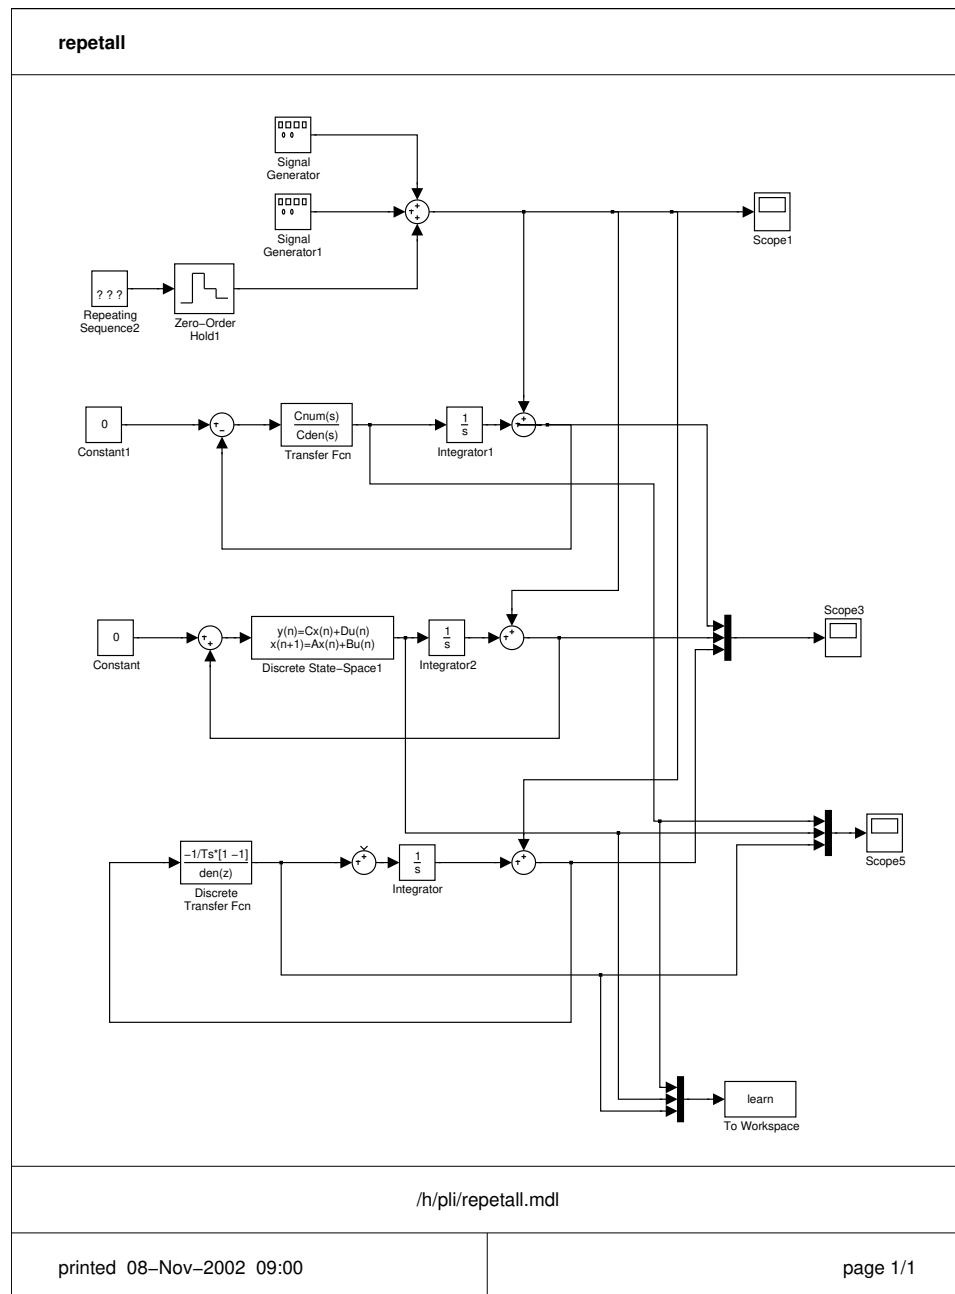 repetall
Signal
Generator
Signal
Generator1
Scope1
? ? ?
Repeating
Sequence2
Zero−Order
Hold1
0
Constant1
Cnum(s)
Cden(s)
Transfer Fcn
1
s
Integrator1
0
Constant
y(n)=Cx(n)+Du(n)
x(n+1)=Ax(n)+Bu(n)
Discrete State−Space1
1
s
Integrator2
Scope3
−1/Ts*[1 −1]
den(z)
Discrete
Transfer Fcn
1
s
Integrator
Scope5
learn
To Workspace
/h/pli/repetall.mdl
printed 08−Nov−2002 09:00
page 1/1